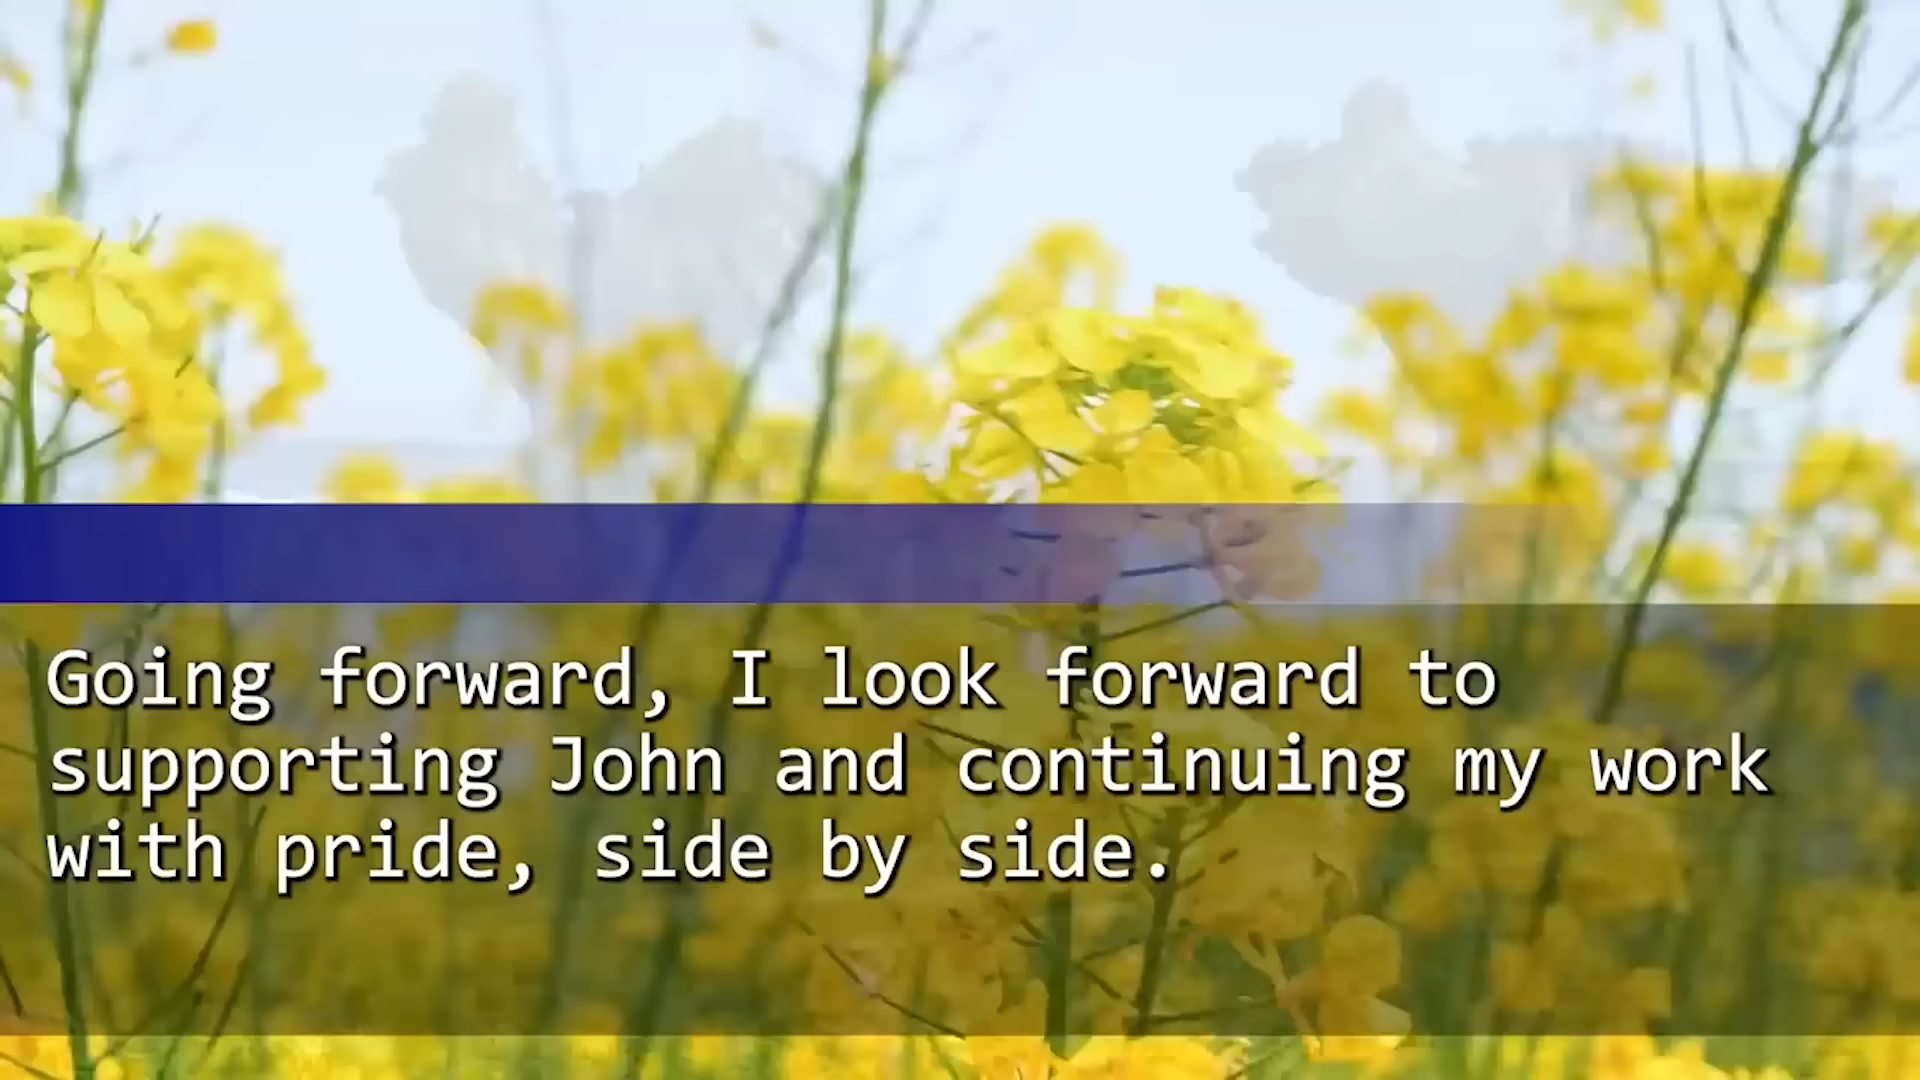 Going forward, I look forward to
supporting John and continuing my work
with pride, side by side.